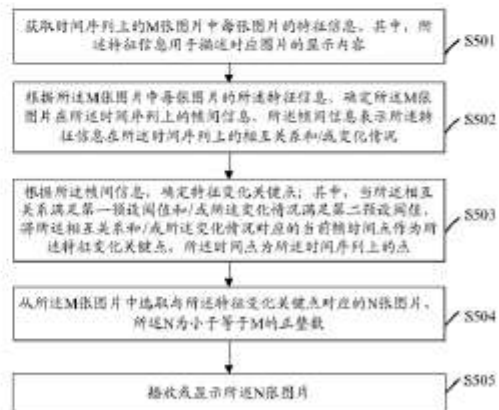 获取时间序列上的M张图片中每张图片的特征信息，其中，所
述特征信息用于描述对应图片的显示内容
S501
根据所述M张图片中每张图片的所述特征信息，确定所述M张
图片在所述时间序列上的帧间信息，所述帧间信息表示所述特
征信息在所述时间序列上的相互关系和/或变化情况
S502
根据所述帧间信息，确定特征变化关键点；其中，当所述相互
关系满足第一预设阈值和/或所述变化情况满足第二预设阈值，
将所述相互关系和/或所述变化情况对应的当前帧时间点作为所
述特征变化关键点，所述时间点为所述时间序列上的点
S503
从所述M张图片中选取与所述特征变化关键点对应的N张图片，
所述N为小于等于M的正整数
S504
播放或显示所述N张图片
S505